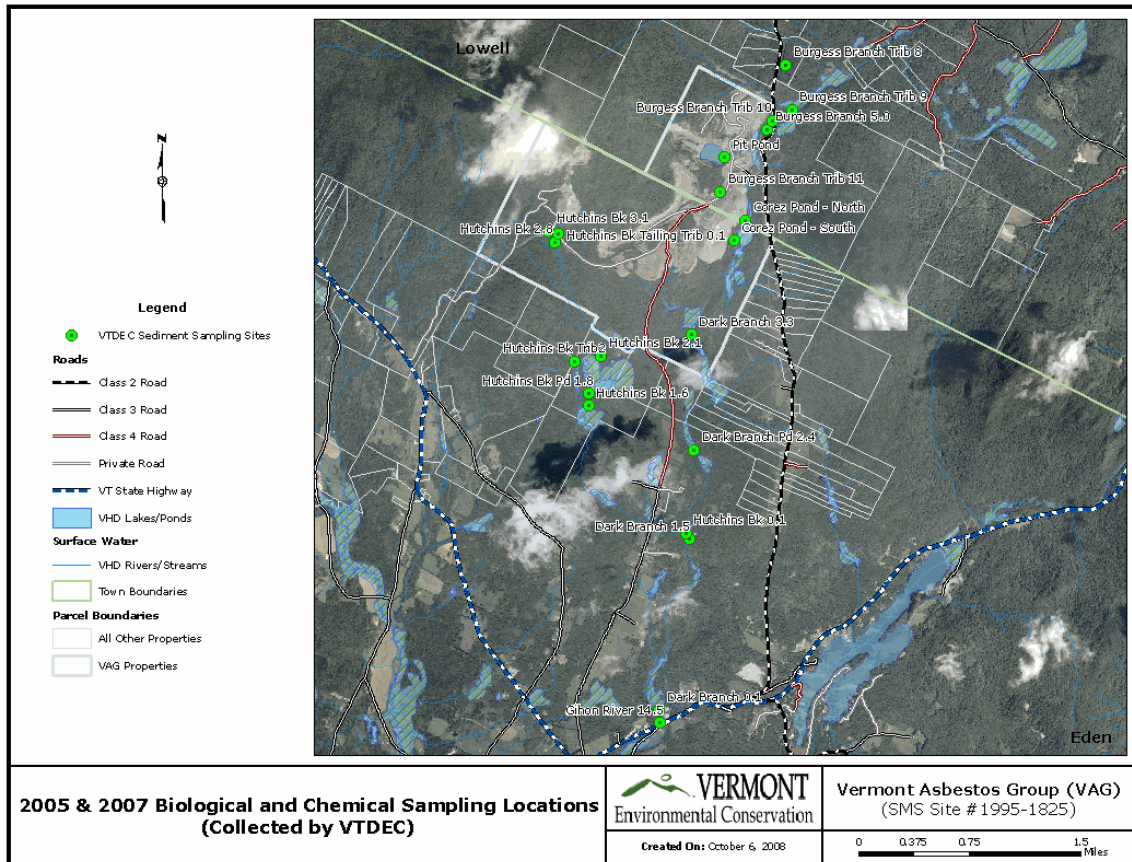 Lowell
Burgess Branch Trib 8
Burgess Branch Trib 9
Burgess Branch Trib 10
Burgess Branch 5.0
Pit Pond
Burgess Branch Trib 11
Corez Pond - North
Hutchins Bk 3.1
Hutchins Bk 2.8
Hutchins Bk Tailing Trib 0.1
Corez Pond - South
Dark Branch 3.3
Hutchins Bk 2.1
Hutchins Bk Trib2
Hutchins Bk Pd 1.8
Hutchins Bk 1.6
Dark Branch Pd 2.4
Hutchins Bk 0.1
Dark Branch 1.5
Dark Branch 0.1
Gihon River 14.5
Eden
N
Legend
VTDEC Sediment Sampling Sites
Roads
Class 2 Road
Class 3 Road
Class 4 Road
Private Road
VT State Highway
VHD Lakes/Ponds
Surface Water
VHD Rivers/Streams
Town Boundaries
Parcel Boundaries
All Other Properties
VAG Properties
2005 & 2007 Biological and Chemical Sampling Locations
(Collected by VTDEC)
VERMONT
Environmental Conservation
Created On: October 6, 2008
Vermont Asbestos Group (VAG)
(SMS Site #1995-1825)
0 0.375 0.75 1.5
Miles